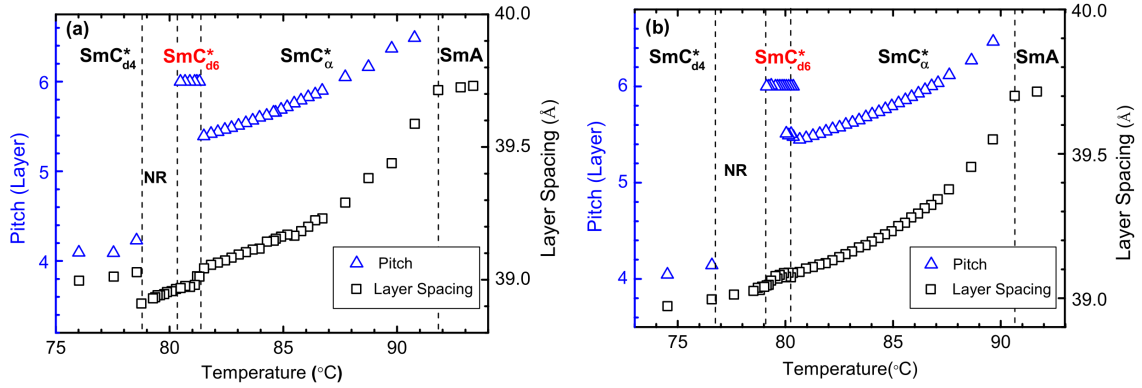 (a)
SmC*d4
SmC*d6
SmC*α
SmA
NR
Pitch
Layer Spacing
Pitch (Layer)
4
5
6
Layer Spacing (Å)
39.0
39.5
40.0
75
80
85
90
Temperature (°C)
(b)
SmC*d4
SmC*d6
SmC*α
SmA
NR
Pitch
Layer Spacing
Pitch (Layer)
4
5
6
Layer Spacing (Å)
39.0
39.5
40.0
75
80
85
90
Temperature(°C)